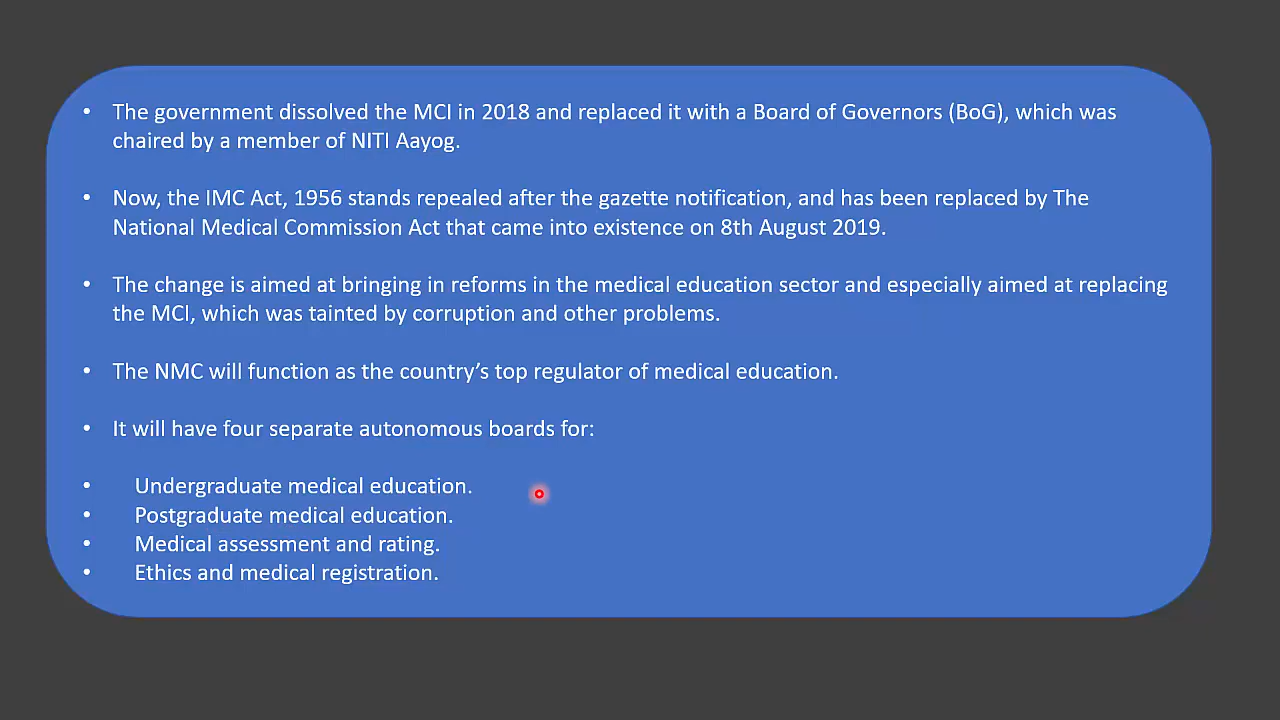 • The government dissolved the MCI in 2018 and replaced it with a Board of Governors (BoG), which was
chaired by a member of NITI Aayog.
• Now, the IMC Act, 1956 stands repealed after the gazette notification, and has been replaced by The
National Medical Commission Act that came into existence on 8th August 2019.
• The change is aimed at bringing in reforms in the medical education sector and especially aimed at replacing
the MCI, which was tainted by corruption and other problems.
• The NMC will function as the country’s top regulator of medical education.
• It will have four separate autonomous boards for:
• Undergraduate medical education.
• Postgraduate medical education.
• Medical assessment and rating.
• Ethics and medical registration.